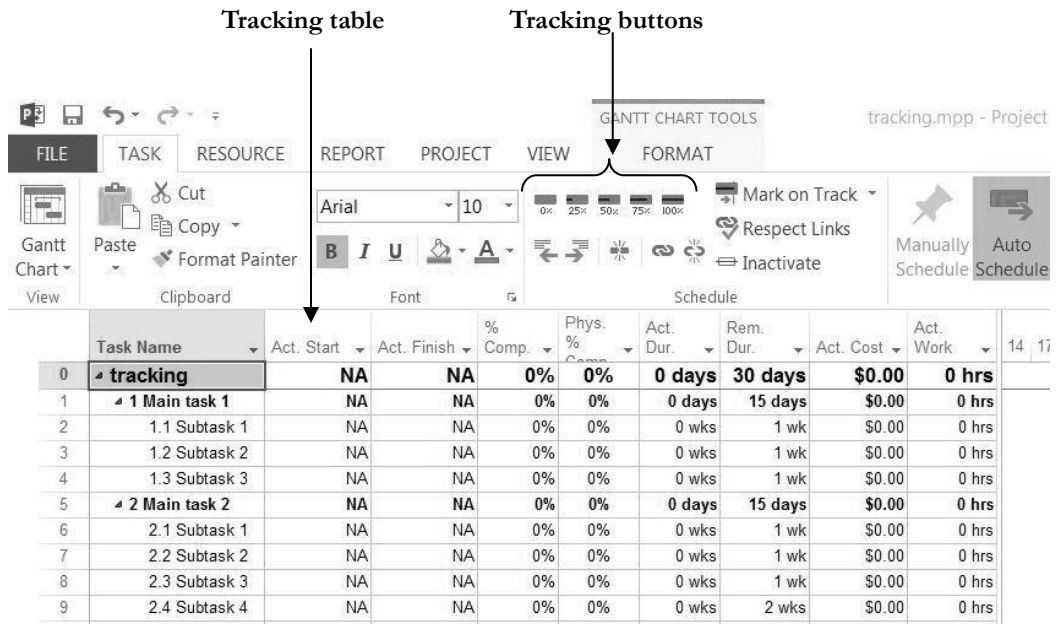 Tracking table Tracking buttons
GANTT CHART TOOLS tracking.mpp - Project
FILE TASK RESOURCE REPORT PROJECT VIEW FORMAT
Cut
Copy
Format Painter
Paste
Gantt Chart
Arial 10
B I U A
0% 25% 50% 75% 100%
Mark on Track
Respect Links
Inactivate
Manually Schedule
Auto Schedule
View Clipboard Font Schedule
Task Name Act. Start Act. Finish % Comp. Phys. % Comp. Act. Dur. Rem. Dur. Act. Cost Act. Work 14 17
0 tracking NA NA 0% 0% 0 days 30 days $0.00 0 hrs
1 1 Main task 1 NA NA 0% 0% 0 days 15 days $0.00 0 hrs
2 1.1 Subtask 1 NA NA 0% 0% 0 wks 1 wk $0.00 0 hrs
3 1.2 Subtask 2 NA NA 0% 0% 0 wks 1 wk $0.00 0 hrs
4 1.3 Subtask 3 NA NA 0% 0% 0 wks 1 wk $0.00 0 hrs
5 2 Main task 2 NA NA 0% 0% 0 days 15 days $0.00 0 hrs
6 2.1 Subtask 1 NA NA 0% 0% 0 wks 1 wk $0.00 0 hrs
7 2.2 Subtask 2 NA NA 0% 0% 0 wks 1 wk $0.00 0 hrs
8 2.3 Subtask 3 NA NA 0% 0% 0 wks 1 wk $0.00 0 hrs
9 2.4 Subtask 4 NA NA 0% 0% 0 wks 2 wks $0.00 0 hrs